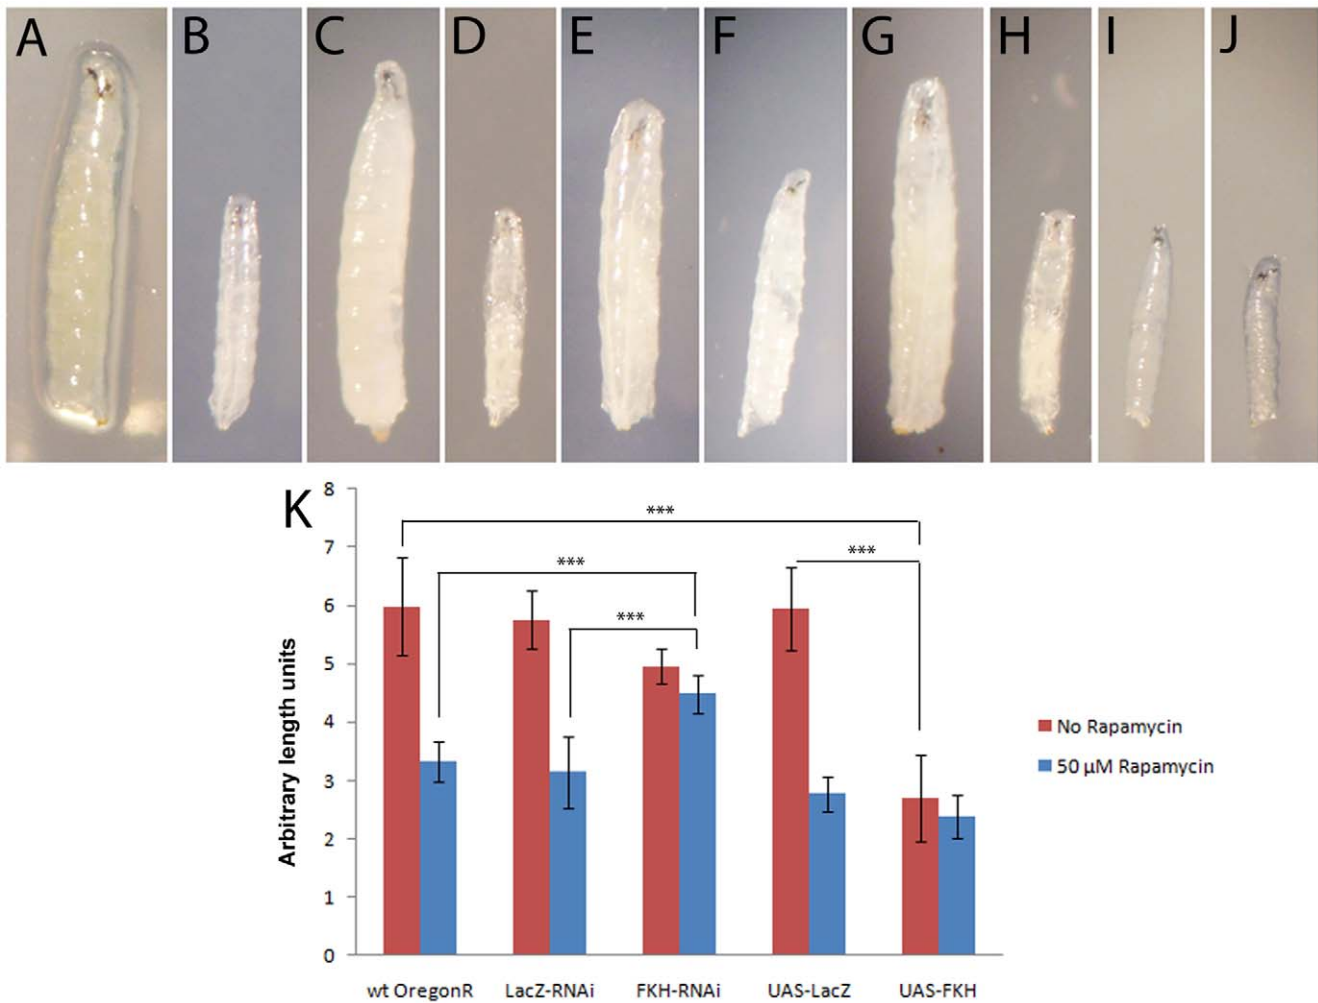 A B C D E F G H I J
K
8
7
6
5
4
3
2
1
0
Arbitrary length units
***
***
***
***
No Rapamycin
50 µM Rapamycin
wt OregonR LacZ-RNAi FKH-RNAi UAS-LacZ UAS-FKH